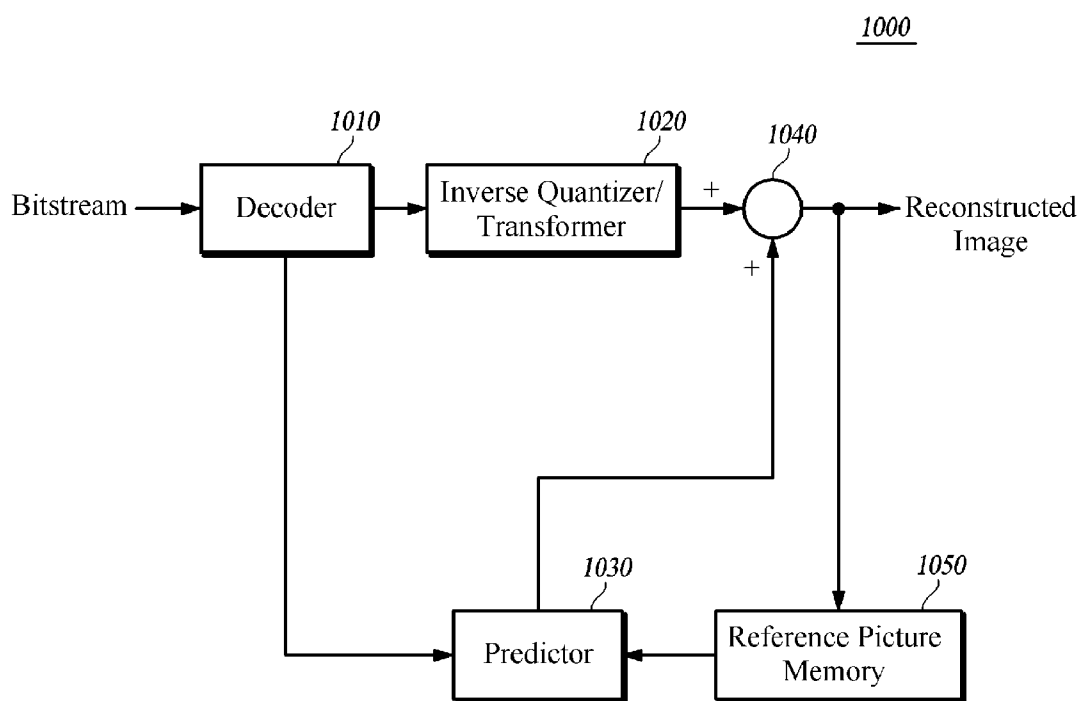 1000
1010
1020
1040
Bitstream
Decoder
Inverse Quantizer/
Transformer
+
+
Reconstructed
Image
1030
1050
Predictor
Reference Picture
Memory